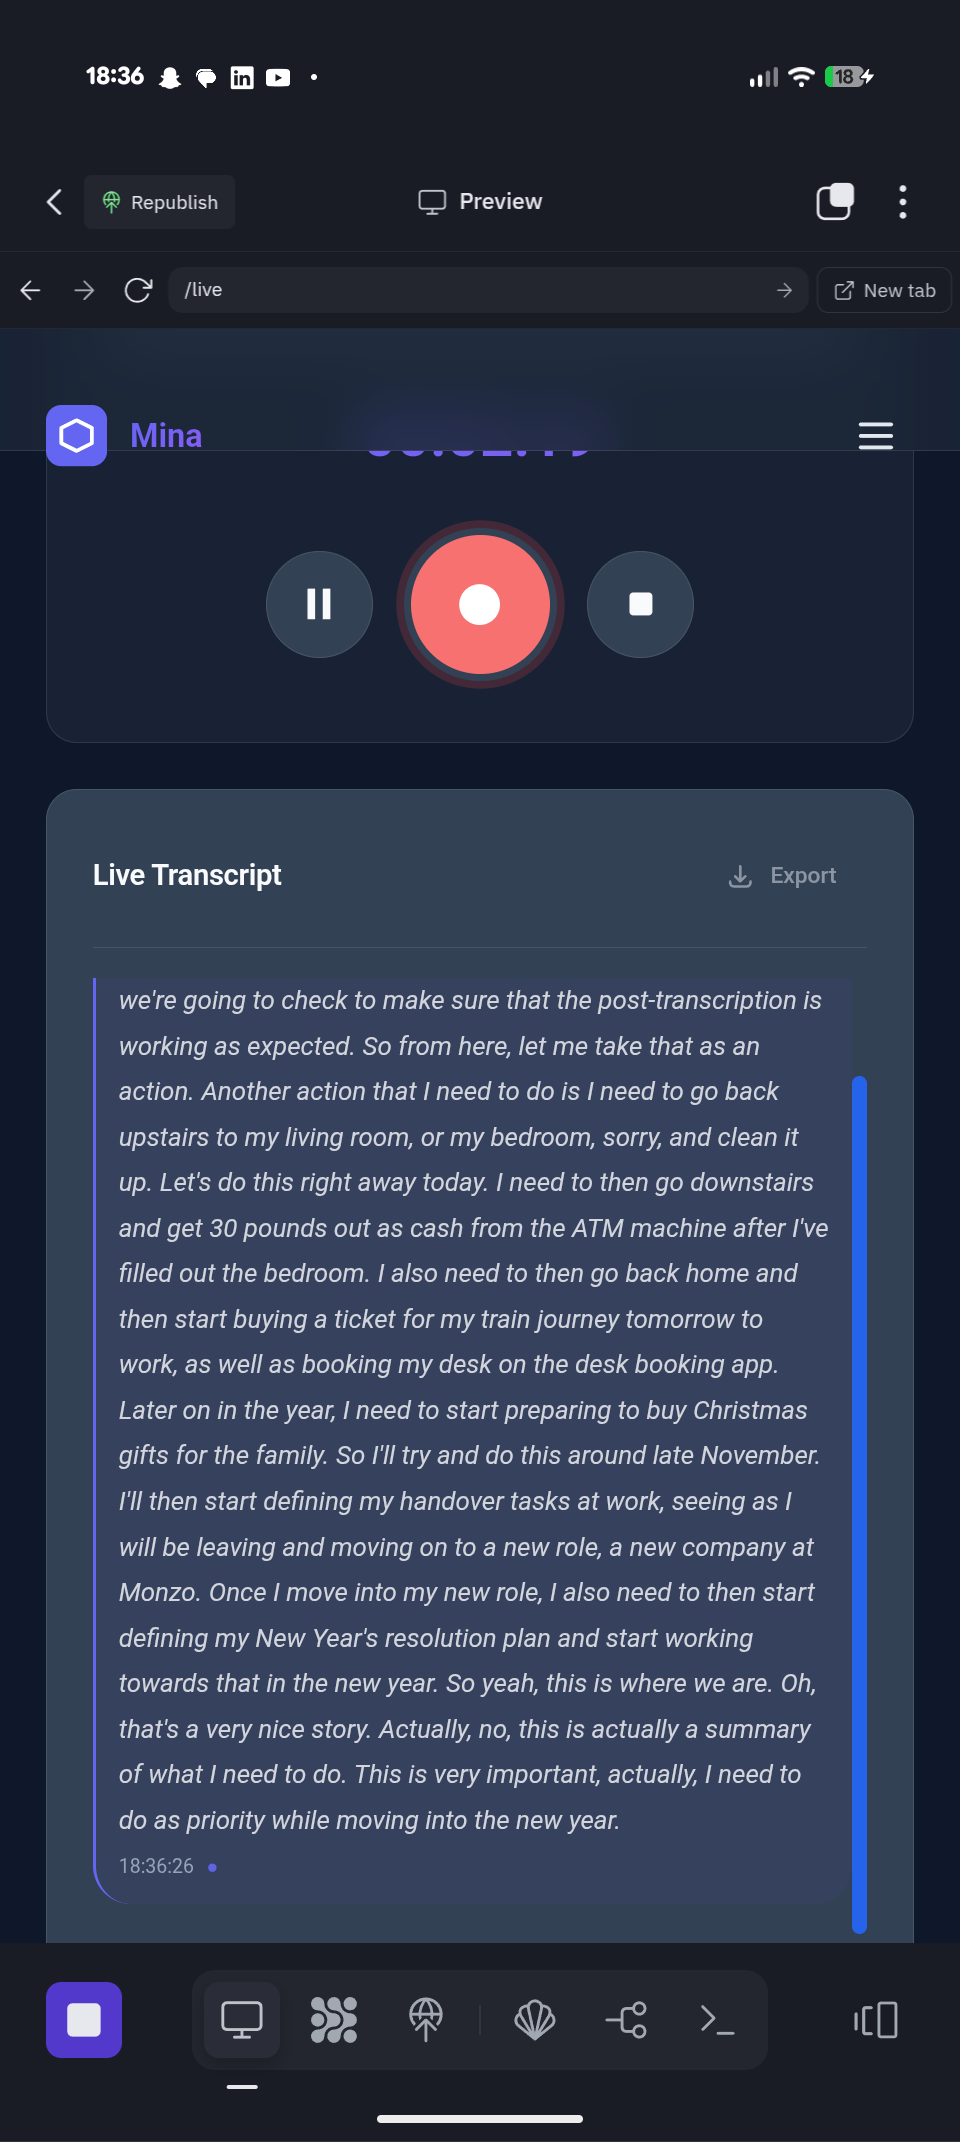 18:36
18
Republish
Preview
/live
New tab
Mina
Live Transcript
Export
we're going to check to make sure that the post-transcription is
working as expected. So from here, let me take that as an
action. Another action that I need to do is I need to go back
upstairs to my living room, or my bedroom, sorry, and clean it
up. Let's do this right away today. I need to then go downstairs
and get 30 pounds out as cash from the ATM machine after I've
filled out the bedroom. I also need to then go back home and
then start buying a ticket for my train journey tomorrow to
work, as well as booking my desk on the desk booking app.
Later on in the year, I need to start preparing to buy Christmas
gifts for the family. So I'll try and do this around late November.
I'll then start defining my handover tasks at work, seeing as I
will be leaving and moving on to a new role, a new company at
Monzo. Once I move into my new role, I also need to then start
defining my New Year's resolution plan and start working
towards that in the new year. So yeah, this is where we are. Oh,
that's a very nice story. Actually, no, this is actually a summary
of what I need to do. This is very important, actually, I need to
do as priority while moving into the new year.
18:36:26